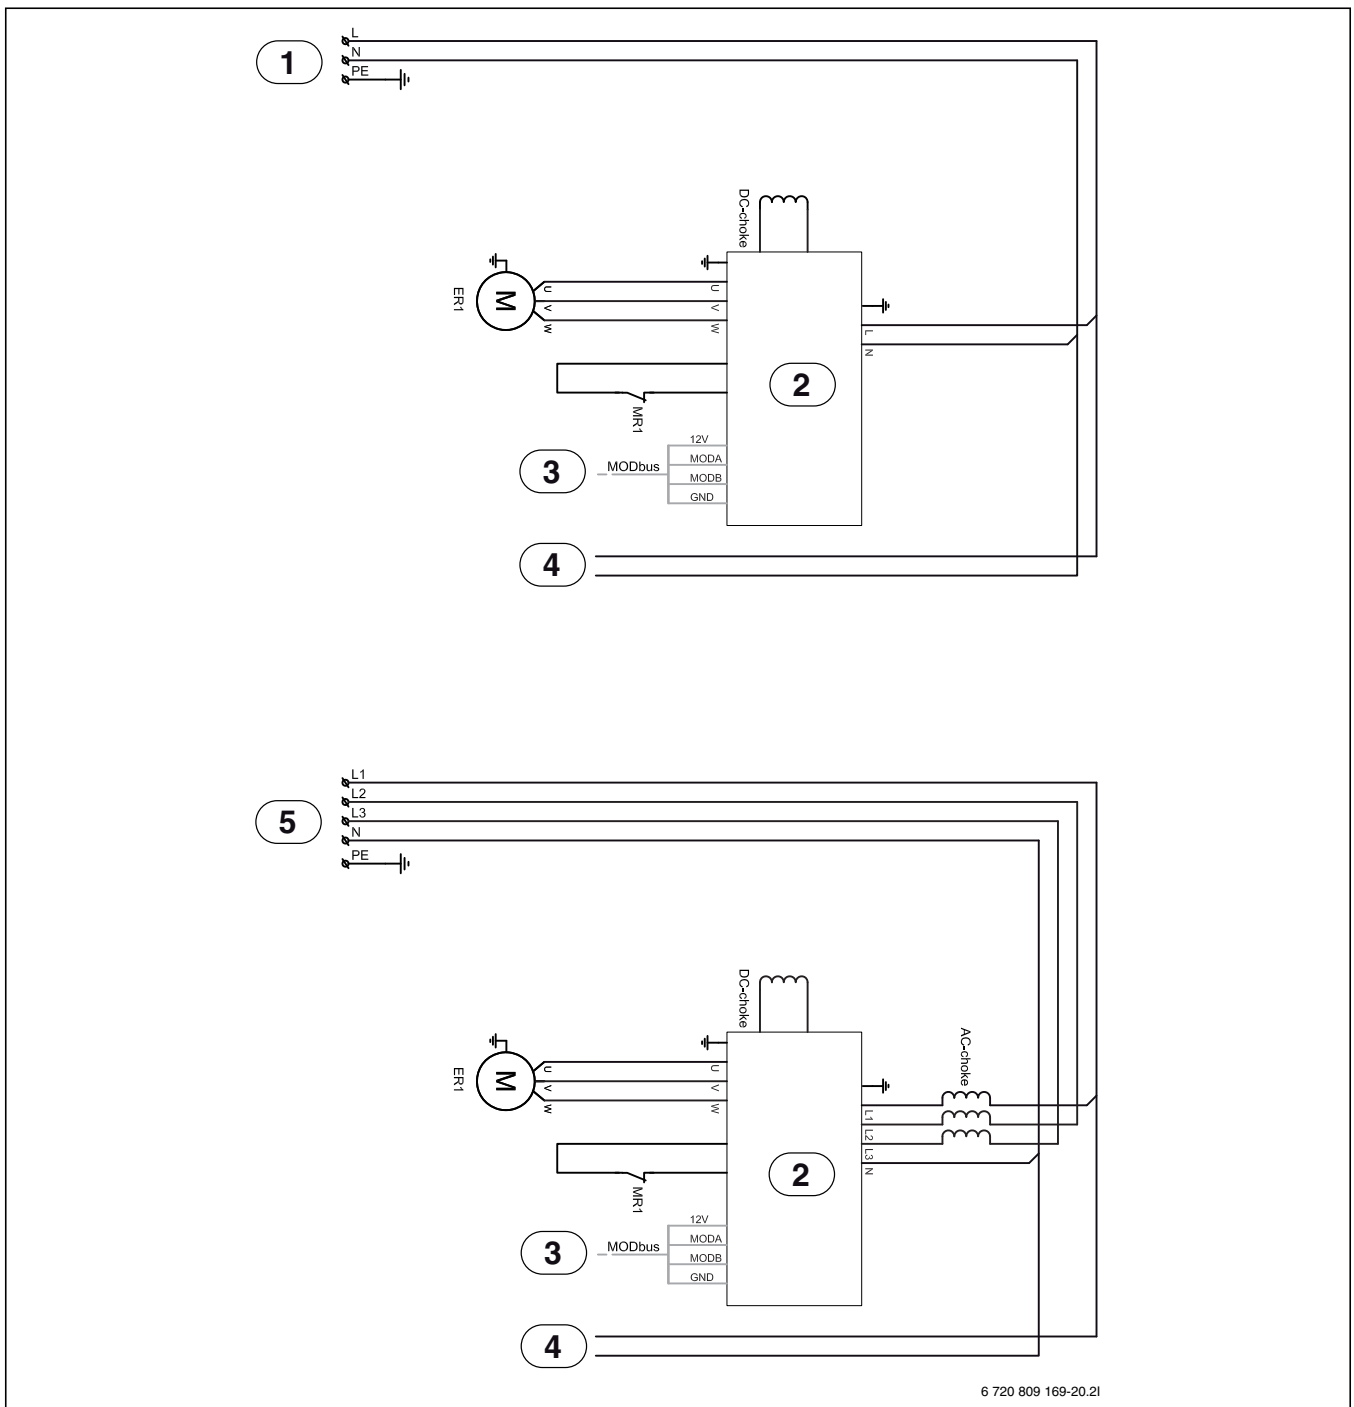 L
N
1
PE
DC-choke
U
V
W
M
ER1
U
V
W
L
N
2
MR1
12V
MODA
MODB
GND
MODbus
3
4
L1
L2
L3
N
PE
5
DC-choke
AC-choke
U
V
W
M
ER1
U
V
W
L1
L2
L3
N
2
MR1
12V
MODA
MODB
GND
MODbus
3
4
6 720 809 169-20.2I